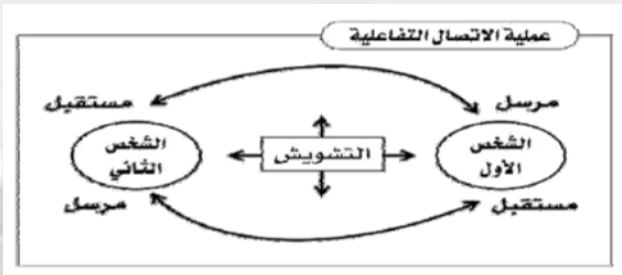 عملية الاتصال التفاعلية
مرسل
مستقبل
الشخص
الأول
التشويش
الشخص
الثاني
مستقبل
مرسل